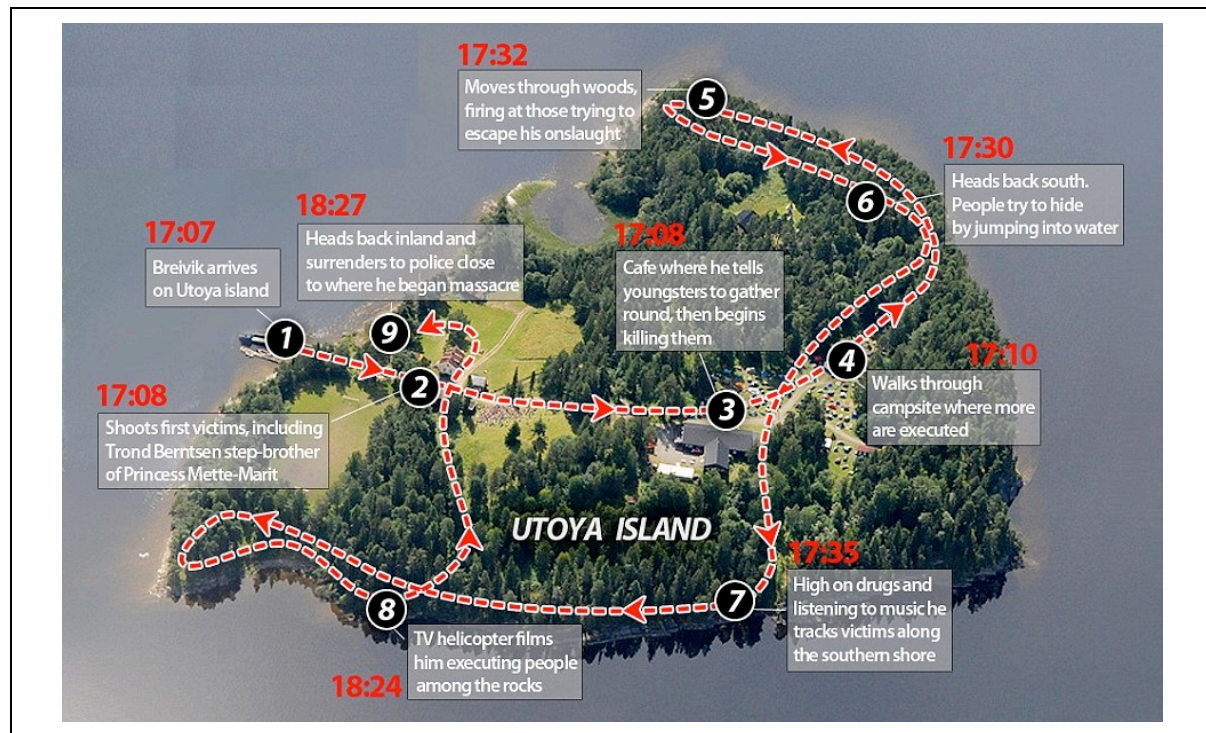 17:32
Moves through woods,
firing at those trying to
escape his onslaught
5
17:30
Heads back south.
People try to hide
by jumping into water
6
18:27
Heads back inland and
surrenders to police close
to where he began massacre
9
17:07
Breivik arrives
on Utoya island
1
17:08
Cafe where he tells
youngsters to gather
round, then begins
killing them
3
4
17:10
Walks through
campsite where more
are executed
2
17:08
Shoots first victims, including
Trond Berntsen step-brother
of Princess Mette-Marit
UTOYA ISLAND
17:35
High on drugs and
listening to music he
tracks victims along
the southern shore
7
8
TV helicopter films
him executing people
among the rocks
18:24